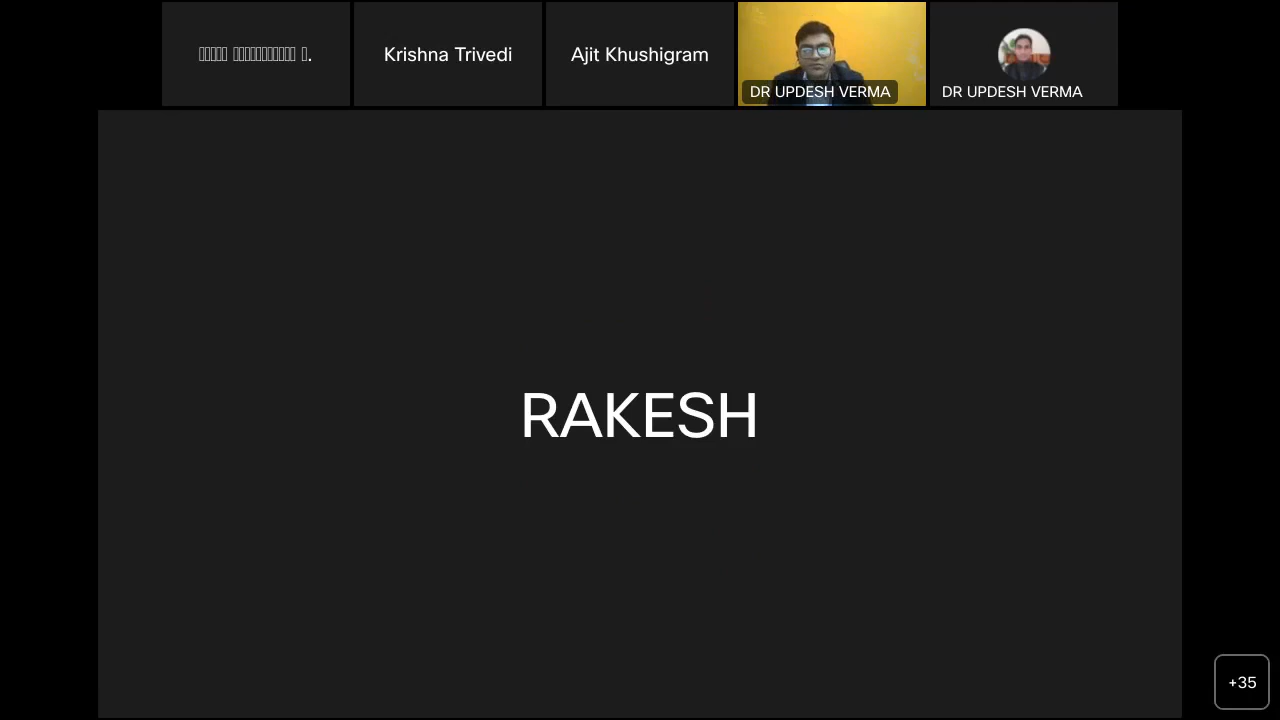 Krishna Trivedi
Ajit Khushigram
DR UPDESH VERMA
DR UPDESH VERMA
RAKESH
+35